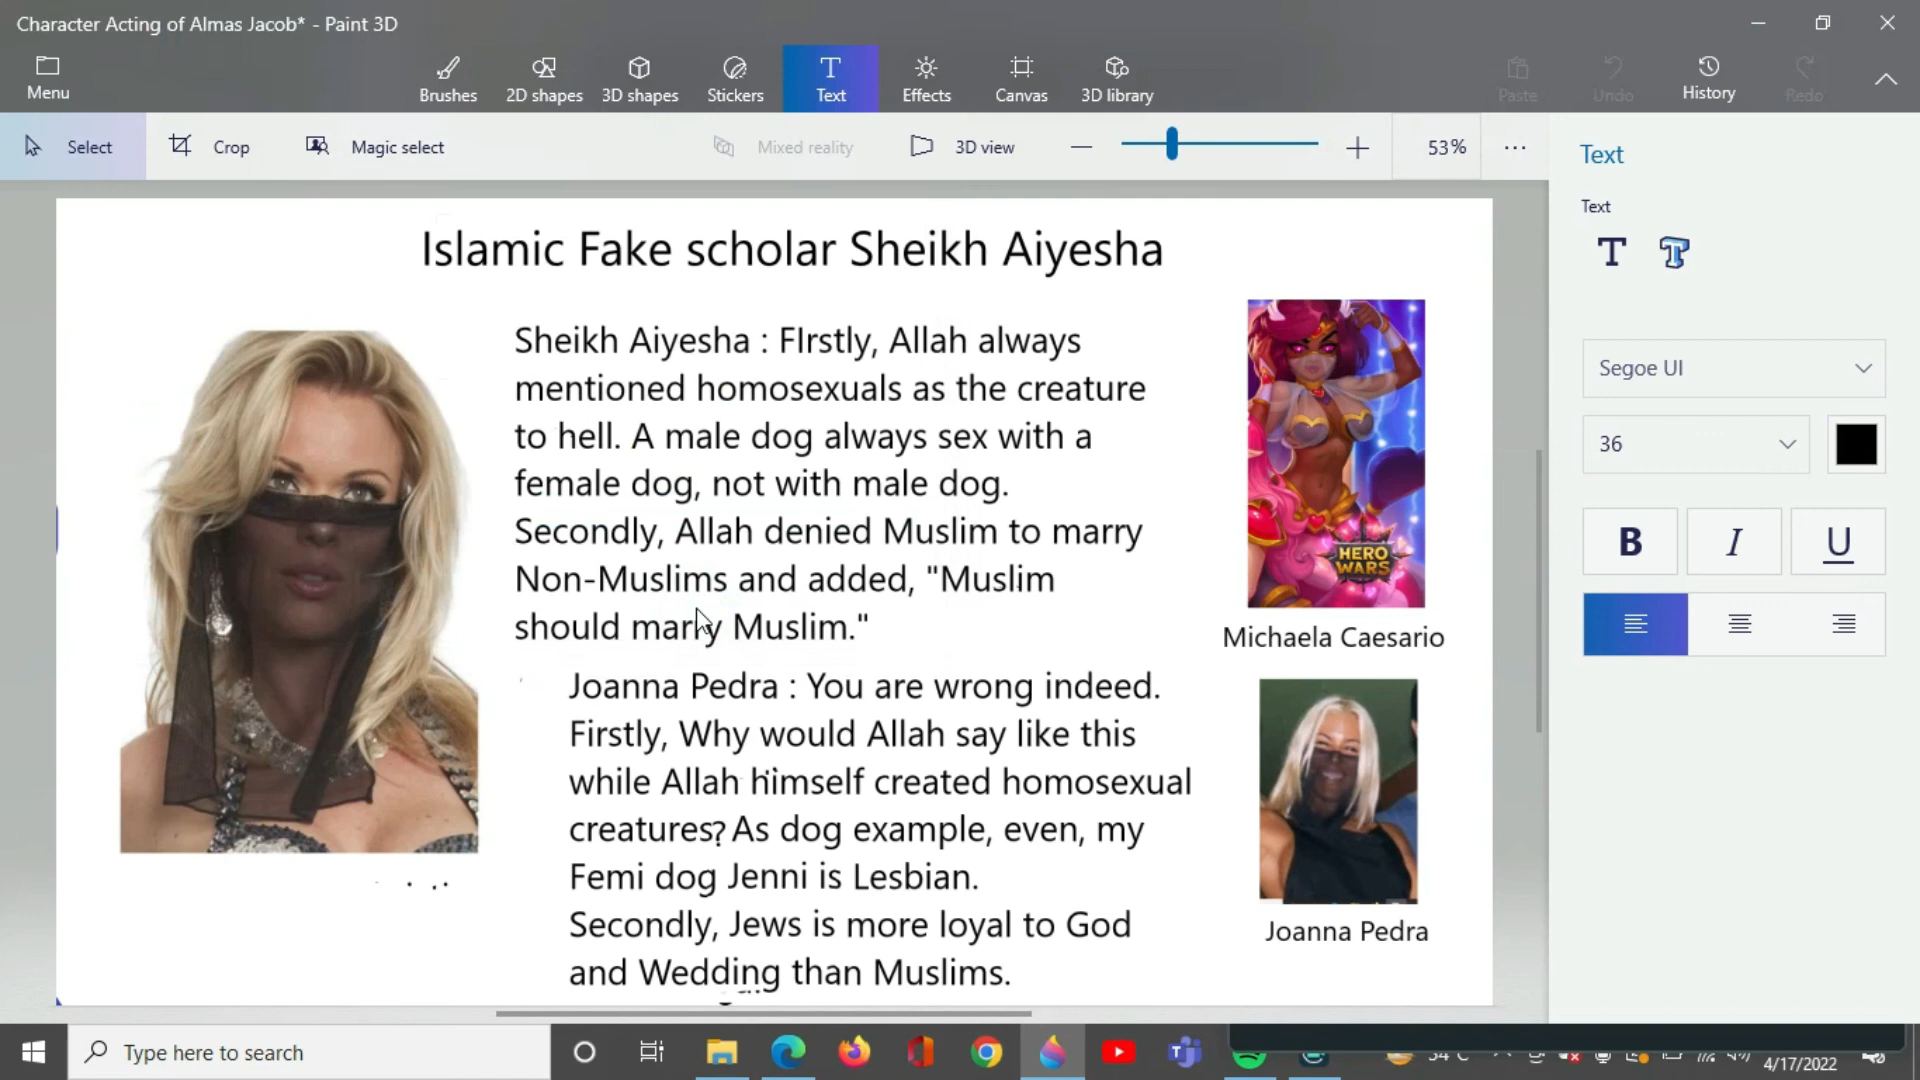 Character Acting of Almas Jacob* - Paint 3D
Menu
Brushes
2D shapes
3D shapes
Stickers
Text
Effects
Canvas
3D library
Paste
Undo
History
Redo
Select
Crop
Magic select
Mixed reality
3D view
53%
Text
Text
Segoe UI
36
B
I
U
Islamic Fake scholar Sheikh Aiyesha
Sheikh Aiyesha : FIrstly, Allah always
mentioned homosexuals as the creature
to hell. A male dog always sex with a
female dog, not with male dog.
Secondly, Allah denied Muslim to marry
Non-Muslims and added, "Muslim
should marry Muslim."
HERO
WARS
Michaela Caesario
Joanna Pedra : You are wrong indeed.
Firstly, Why would Allah say like this
while Allah himself created homosexual
creatures? As dog example, even, my
Femi dog Jenni is Lesbian.
Secondly, Jews is more loyal to God
and Wedding than Muslims.
Joanna Pedra
Type here to search
4/17/2022